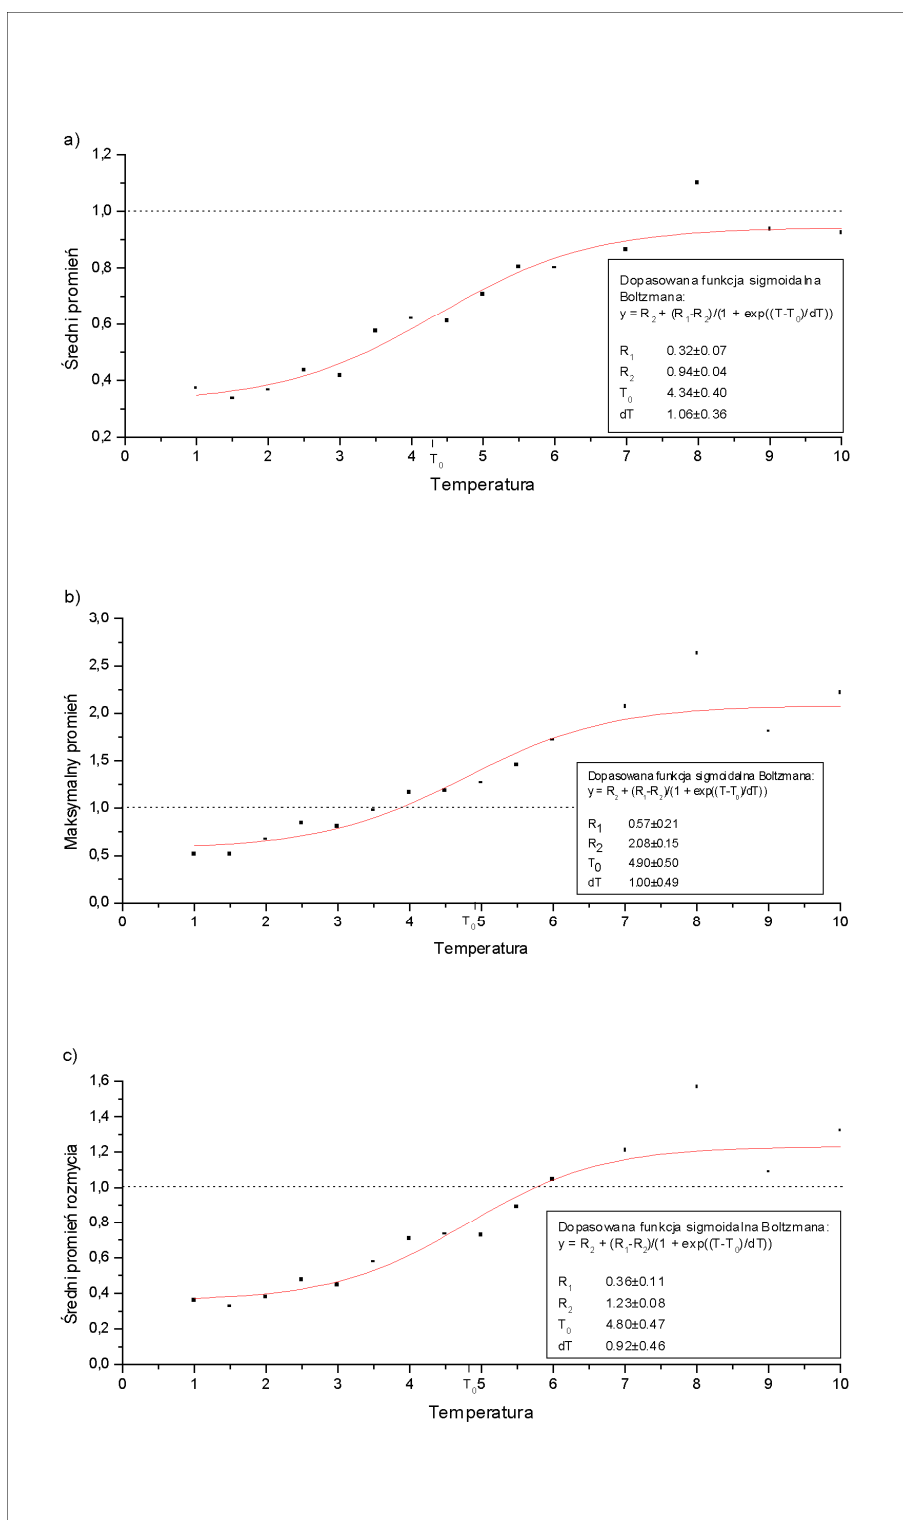 a)
1,2
1,0
0,8
0,6
0,4
0,2
Średni promień
Dopasowana funkcja sigmoidalna
Boltzmana:
y = R2 + (R1-R2)/(1 + exp((T-T0)/dT))
R1 0.32±0.07
R2 0.94±0.04
T0 4.34±0.40
dT 1.06±0.36
0 1 2 3 4 5 6 7 8 9 10
T0
Temperatura
b)
3,0
2,5
2,0
1,5
1,0
0,5
0,0
Maksymalny promień
Dopasowana funkcja sigmoidalna Boltzmana:
y = R2 + (R1-R2)/(1 + exp((T-T0)/dT))
R1 0.57±0.21
R2 2.08±0.15
T0 4.90±0.50
dT 1.00±0.49
0 1 2 3 4 T0 5 6 7 8 9 10
Temperatura
c)
1,6
1,4
1,2
1,0
0,8
0,6
0,4
0,2
0,0
Średni promień rozmycia
Dopasowana funkcja sigmoidalna Boltzmana:
y = R2 + (R1-R2)/(1 + exp((T-T0)/dT))
R1 0.36±0.11
R2 1.23±0.08
T0 4.80±0.47
dT 0.92±0.46
0 1 2 3 4 T0 5 6 7 8 9 10
Temperatura